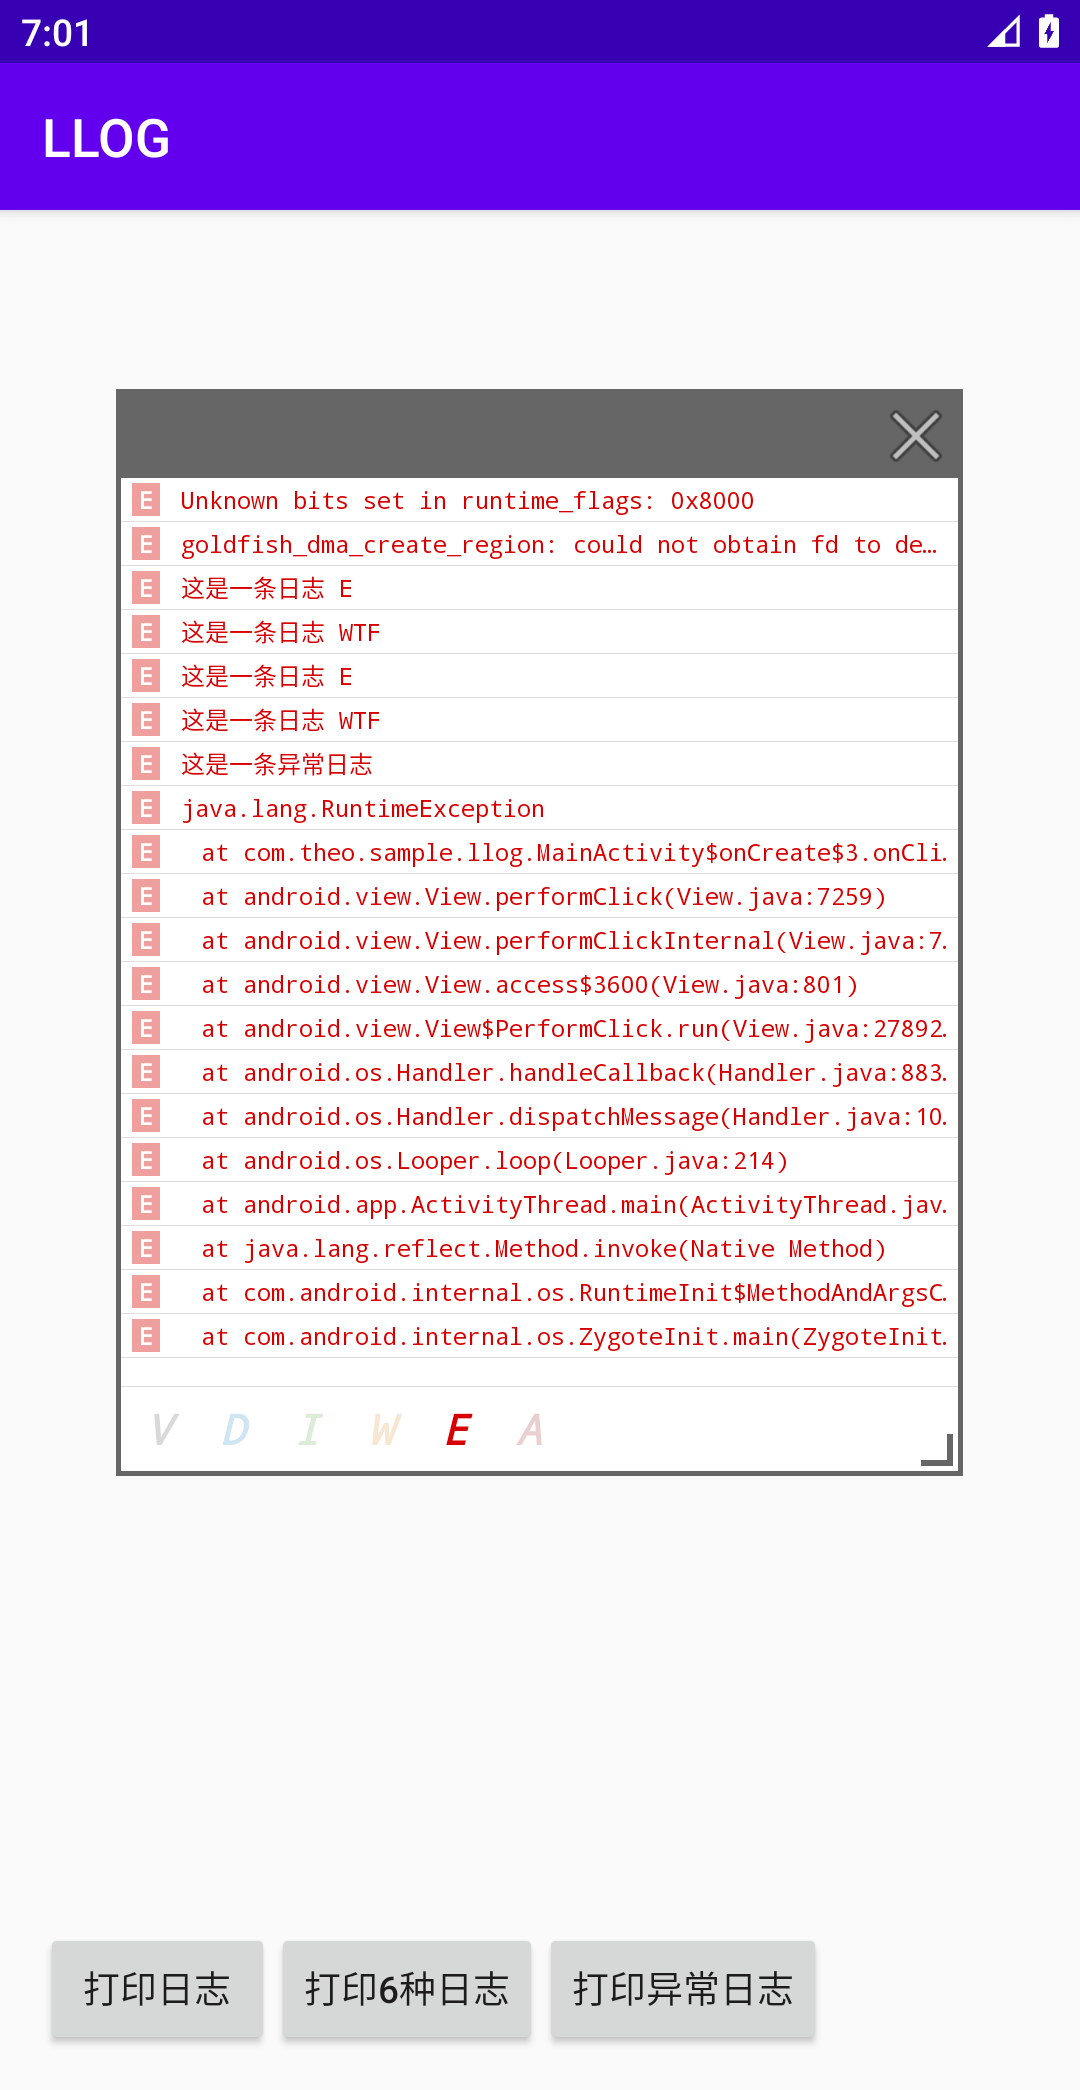 7:01
LLOG
E Unknown bits set in runtime_flags: 0x8000
E goldfish_dma_create_region: could not obtain fd to de…
E 这是一条日志 E
E 这是一条日志 WTF
E 这是一条日志 E
E 这是一条日志 WTF
E 这是一条异常日志
E java.lang.RuntimeException
E at com.theo.sample.llog.MainActivity$onCreate$3.onCli.
E at android.view.View.performClick(View.java:7259)
E at android.view.View.performClickInternal(View.java:7.
E at android.view.View.access$3600(View.java:801)
E at android.view.View$PerformClick.run(View.java:27892.
E at android.os.Handler.handleCallback(Handler.java:883.
E at android.os.Handler.dispatchMessage(Handler.java:10.
E at android.os.Looper.loop(Looper.java:214)
E at android.app.ActivityThread.main(ActivityThread.jav.
E at java.lang.reflect.Method.invoke(Native Method)
E at com.android.internal.os.RuntimeInit$MethodAndArgsC.
E at com.android.internal.os.ZygoteInit.main(ZygoteInit.
V D I W E A
打印日志 打印6种日志 打印异常日志